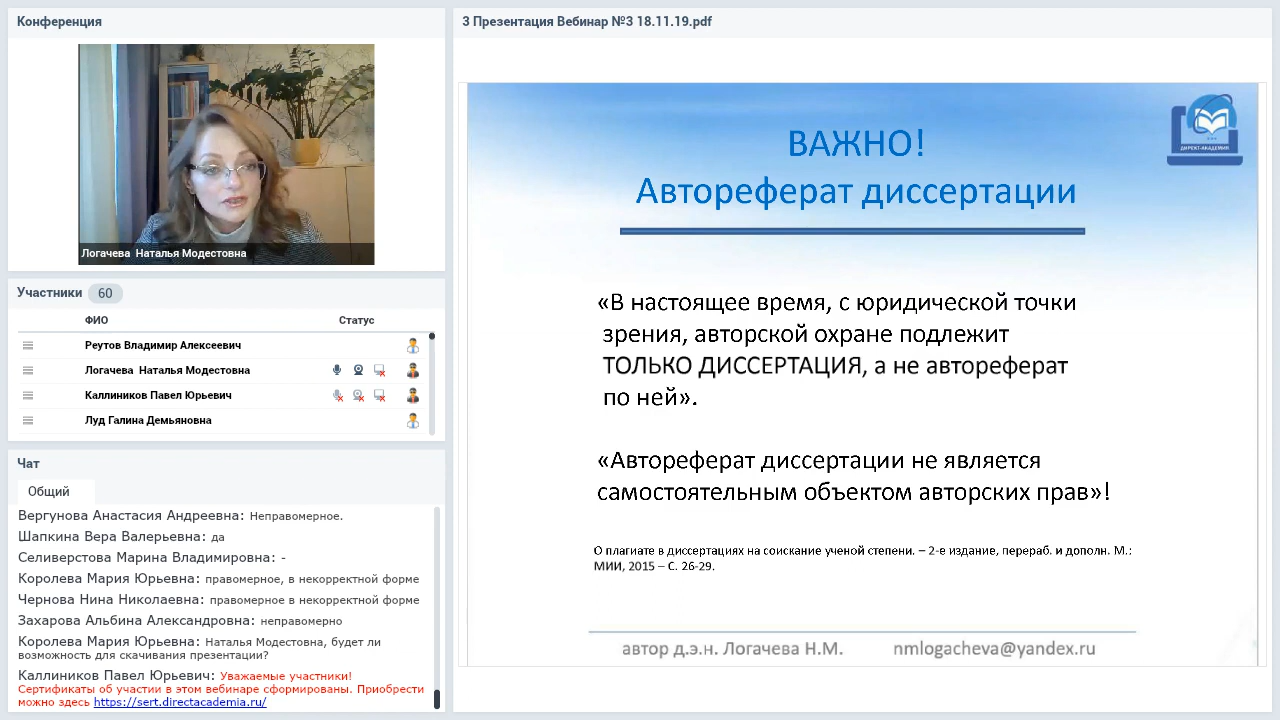 Конференция
Логачева Наталья Модестовна
Участники 60
ФИО Статус
Реутов Владимир Алексеевич
Логачева Наталья Модестовна
Каллиников Павел Юрьевич
Луд Галина Демьяновна
Чат
Общий
Вергунова Анастасия Андреевна: Неправомерное.
Шапкина Вера Валерьевна: да
Селиверстова Марина Владимировна: -
Королева Мария Юрьевна: правомерное, в некорректной форме
Чернова Нина Николаевна: правомерное в некорректной форме
Захарова Альбина Александровна: неправомерно
Королева Мария Юрьевна: Наталья Модестовна, будет ли
возможность для скачивания презентации?
Каллиников Павел Юрьевич: Уважаемые участники!
Сертификаты об участии в этом вебинаре сформированы. Приобрести
можно здесь https://sert.directacademia.ru/
3 Презентация Вебинар №3 18.11.19.pdf
ДИРЕКТ-АКАДЕМИЯ
ВАЖНО!
Автореферат диссертации
«В настоящее время, с юридической точки
зрения, авторской охране подлежит
ТОЛЬКО ДИССЕРТАЦИЯ, а не автореферат
по ней».
«Автореферат диссертации не является
самостоятельным объектом авторских прав»!
О плагиате в диссертациях на соискание ученой степени. – 2-е издание, перераб. и дополн. М.:
МИИ, 2015 – С. 26-29.
автор д.э.н. Логачева Н.М. nmlogacheva@yandex.ru